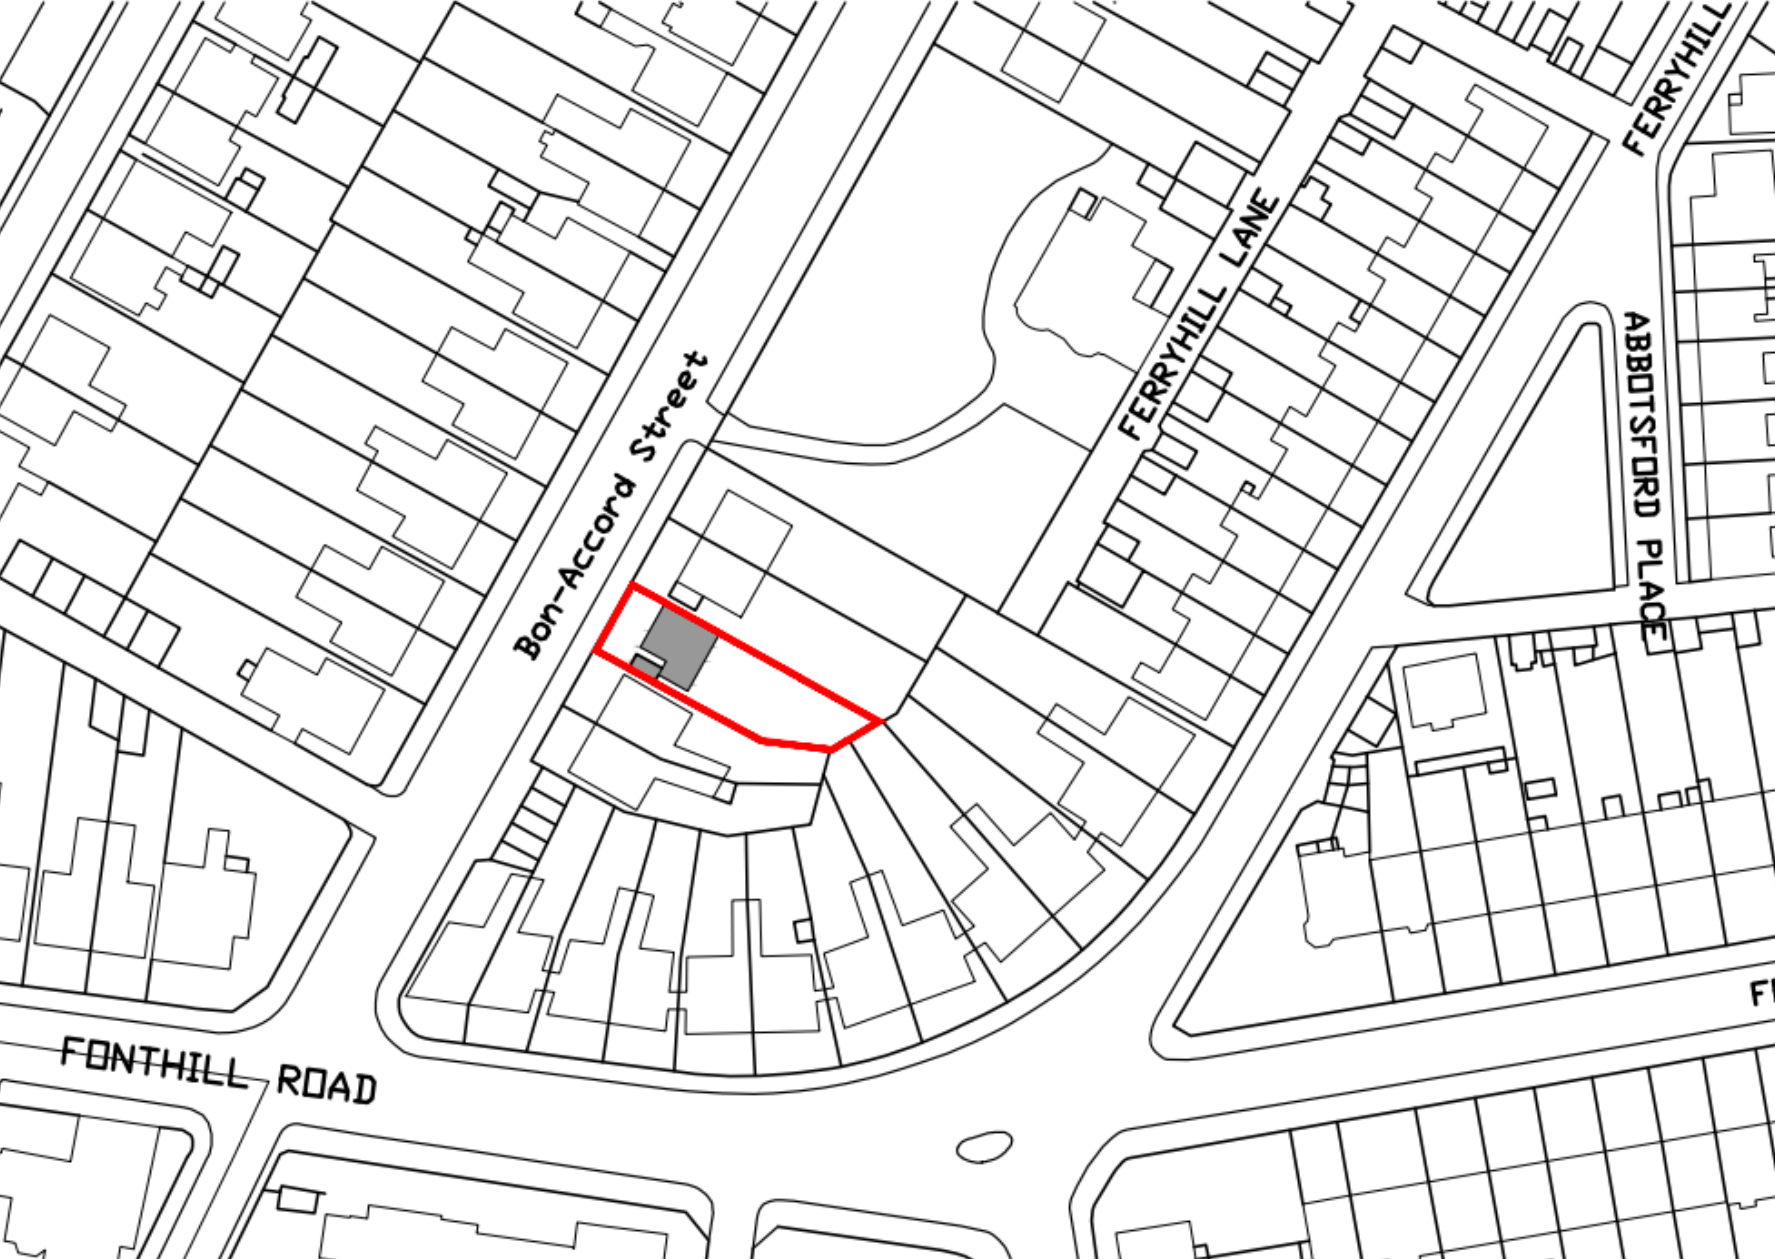 FERRYHILL
FERRYHILL LANE
ABBOTSFORD PLACE
Bon-Accord Street
FONTHILL ROAD